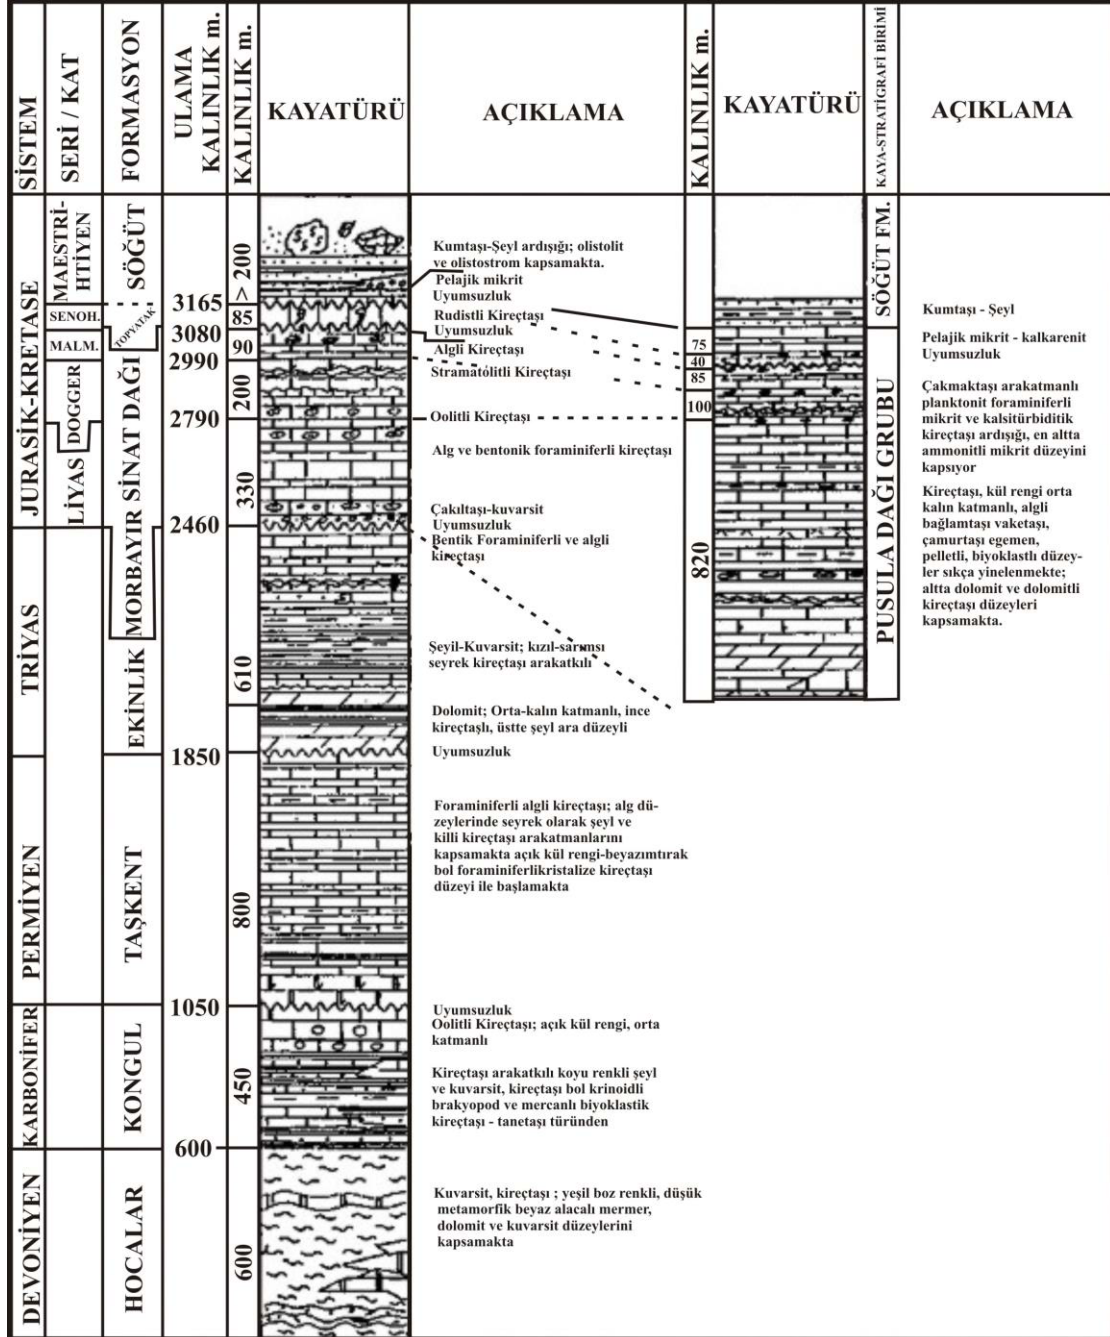 SİSTEM
SERİ / KAT
FORMASYON
ULAMA
KALINLIK m.
KALINLIK m.
KAYATÜRÜ
AÇIKLAMA
KALINLIK m.
KAYATÜRÜ
KAYA-STRATİGRAFİ BİRİMİ
AÇIKLAMA
JURASİK-KRETASE
TRİYAS
PERMİYEN
KARBONİFER
DEVONİYEN
MAESTRİ-
HTİYEN
SENOH.
MALM.
DOGGER
LİYAS
SÖĞÜT
TOPYATAK
MORBAYIR SİNAT DAĞI
EKİNLİK
TAŞKENT
KONGUL
HOCALAR
3165
3080
2990
2790
2460
1850
1050
600
> 200
85
90
200
330
610
800
450
600
Kumtaşı-Şeyl ardışığı; olistolit
ve olistostrom kapsamakta.
Pelajik mikrit
Uyumsuzluk
Rudistli Kireçtaşı
Uyumsuzluk
Algli Kireçtaşı
Stramatolitli Kireçtaşı
Oolitli Kireçtaşı
Alg ve bentonik foraminiferli kireçtaşı
Çakıltaşı-kuvarsit
Uyumsuzluk
Bentik Foraminiferli ve algli
kireçtaşı
Şeyil-Kuvarsit; kızıl-sarımsı
seyrek kireçtaşı arakatkılı
Dolomit; Orta-kalın katmanlı, ince
kireçtaşlı, üstte şeyl ara düzeyli
Uyumsuzluk
Foraminiferli algli kireçtaşı; alg dü-
zeylerinde seyrek olarak şeyl ve
killi kireçtaşı arakatmanlarını
kapsamakta açık kül rengi-beyazımtırak
bol foraminiferlikristalize kireçtaşı
düzeyi ile başlamakta
Uyumsuzluk
Oolitli Kireçtaşı; açık kül rengi, orta
katmanlı
Kireçtaşı arakatkılı koyu renkli şeyl
ve kuvarsit, kireçtaşı bol krinoidli
brakyopod ve mercanlı biyoklastik
kireçtaşı - tanetaşı türünden
Kuvarsit, kireçtaşı ; yeşil boz renkli, düşük
metamorfik beyaz alacalı mermer,
dolomit ve kuvarsit düzeylerini
kapsamakta
75
40
85
100
820
SÖĞÜT FM.
PUSULA DAĞI GRUBU
Kumtaşı - Şeyl
Pelajik mikrit - kalkarenit
Uyumsuzluk
Çakmaktaşı arakatmanlı
planktonit foraminiferli
mikrit ve kalsitürbiditik
kireçtaşı ardışığı, en altta
ammonitli mikrit düzeyini
kapsıyor
Kireçtaşı, kül rengi orta
kalın katmanlı, algli
bağlamtaşı vaketaşı,
çamurtaşı egemen,
pelletli, biyoklastlı düzey-
ler sıkça yinelenmekte;
altta dolomit ve dolomitli
kireçtaşı düzeyleri
kapsamakta.